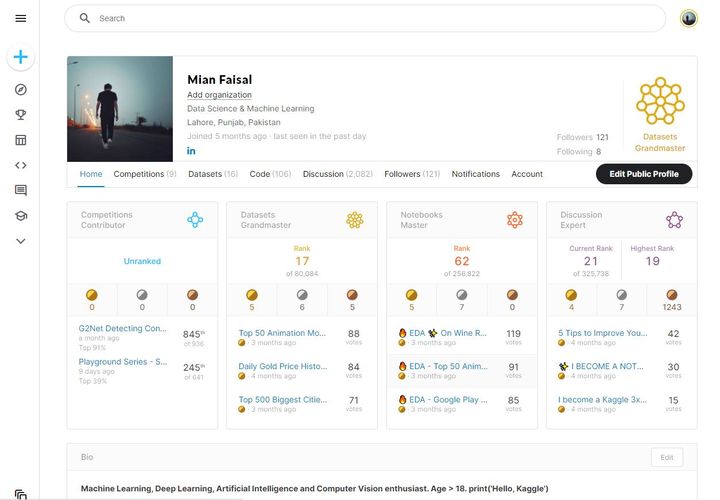 Search
Mian Faisal
Add organization
Data Science & Machine Learning
Lahore, Punjab, Pakistan
Joined 5 months ago · last seen in the past day
in
Followers 121
Following 8
Datasets
Grandmaster
Home Competitions (9) Datasets (16) Code (106) Discussion (2,082) Followers (121) Notifications Account Edit Public Profile
Competitions
Contributor
Unranked
0 0 0
G2Net Detecting Con... 845th
a month ago of 936
Top 91%
Playground Series - S... 245th
9 days ago of 641
Top 39%
Datasets
Grandmaster
Rank
17
of 80,084
5 6 5
Top 50 Animation Mo... 88
· 3 months ago votes
Daily Gold Price Histo... 84
· 4 months ago votes
Top 500 Biggest Citie... 71
· 3 months ago votes
Notebooks
Master
Rank
62
of 256,822
5 7 0
🔥 EDA 🐝 On Wine R... 119
· 3 months ago votes
🔥 EDA - Top 50 Anim... 91
· 3 months ago votes
🔥 EDA - Google Play ... 85
· 3 months ago votes
Discussion
Expert
Current Rank Highest Rank
21 19
of 325,738
4 7 1243
5 Tips to Improve You... 42
· 4 months ago votes
🐝 I BECOME A NOT... 30
· 3 months ago votes
I become a Kaggle 3x... 15
· 4 months ago votes
Bio
Edit
Machine Learning, Deep Learning, Artificial Intelligence and Computer Vision enthusiast. Age > 18. print('Hello, Kaggle')